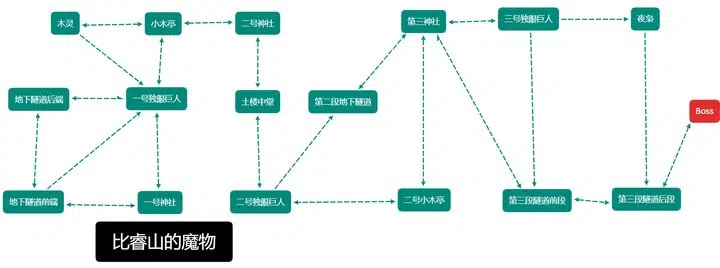 木灵
小木亭
二号神社
第三神社
三号独眼巨人
夜枭
地下隧道后端
一号独眼巨人
土楼中堂
第二段地下隧道
Boss
地下隧道前端
一号神社
二号独眼巨人
二号小木亭
第三段隧道前段
第三段隧道后段
比睿山的魔物